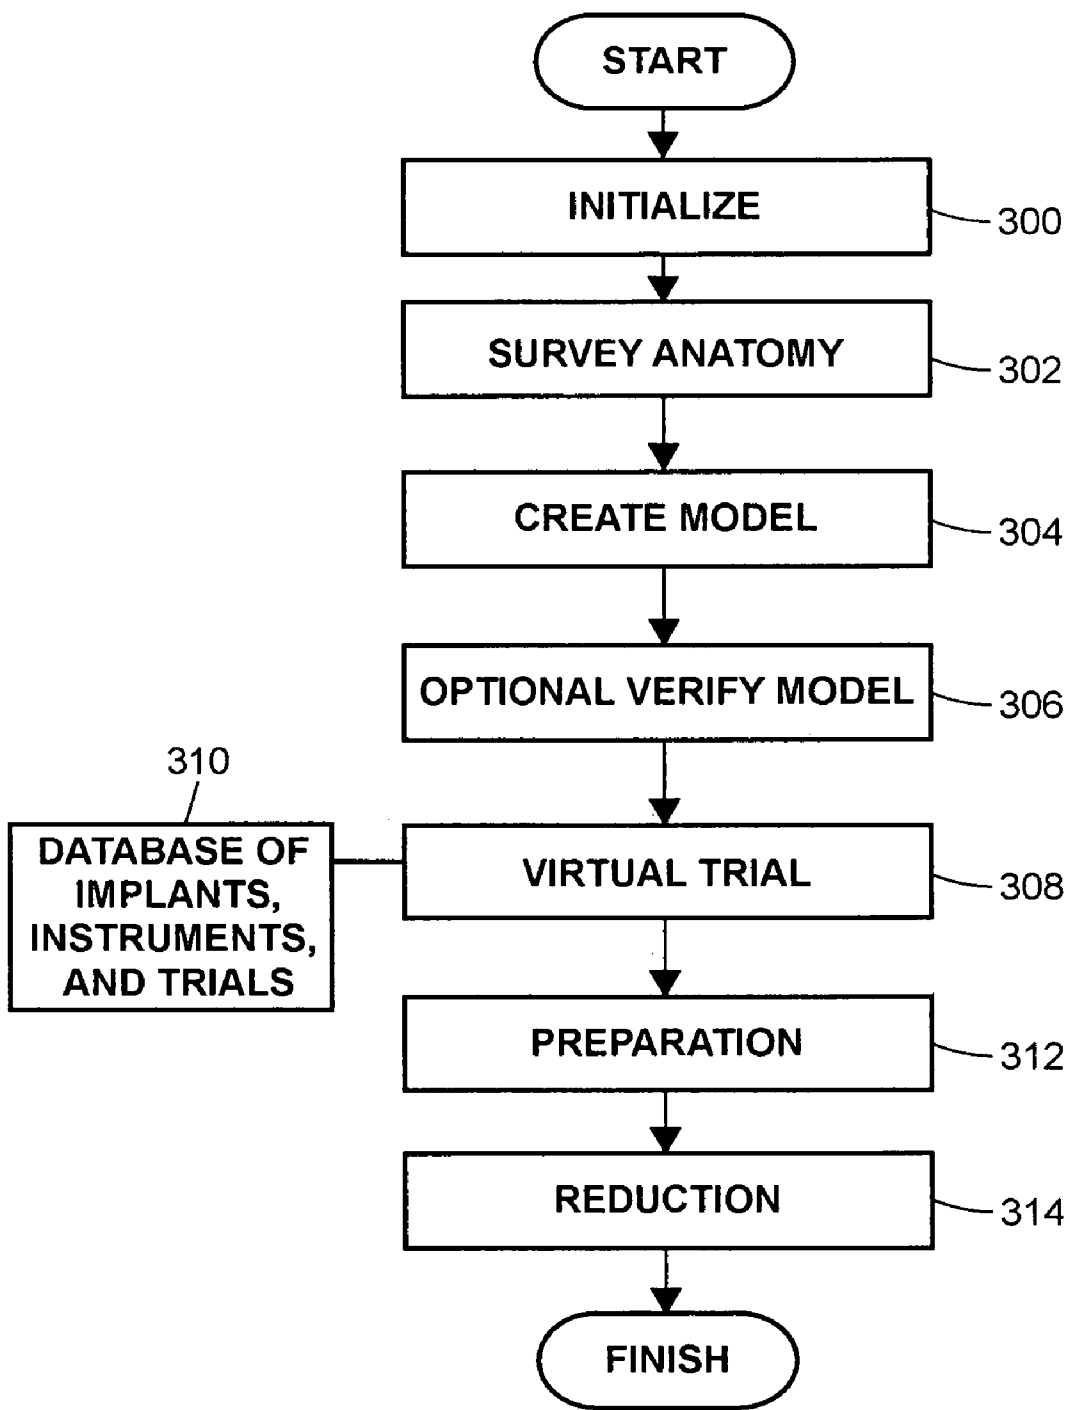 START
INITIALIZE
300
SURVEY ANATOMY
302
CREATE MODEL
304
OPTIONAL VERIFY MODEL
306
310
DATABASE OF
IMPLANTS,
INSTRUMENTS,
AND TRIALS
VIRTUAL TRIAL
308
PREPARATION
312
REDUCTION
314
FINISH